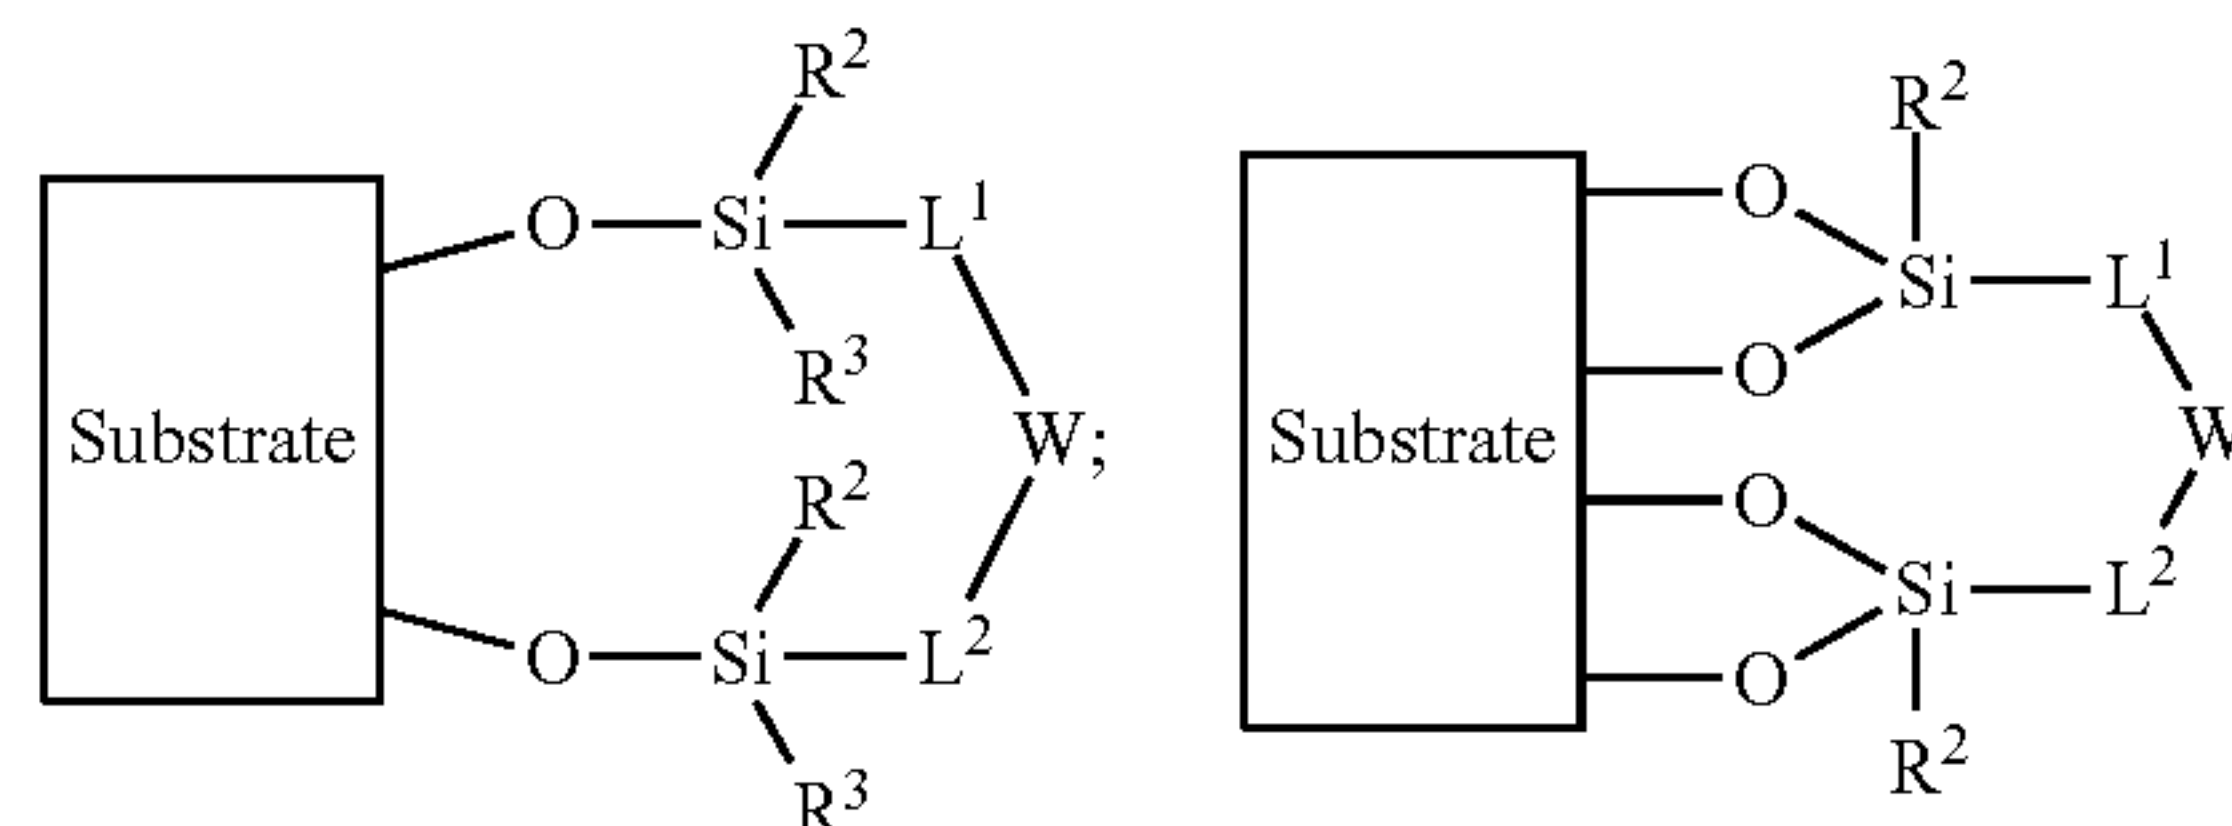 R² R²
O Si L¹ O
Si L¹
R³ O
Substrate W; Substrate W
R² O
Si L²
O Si L² O
R³ R²